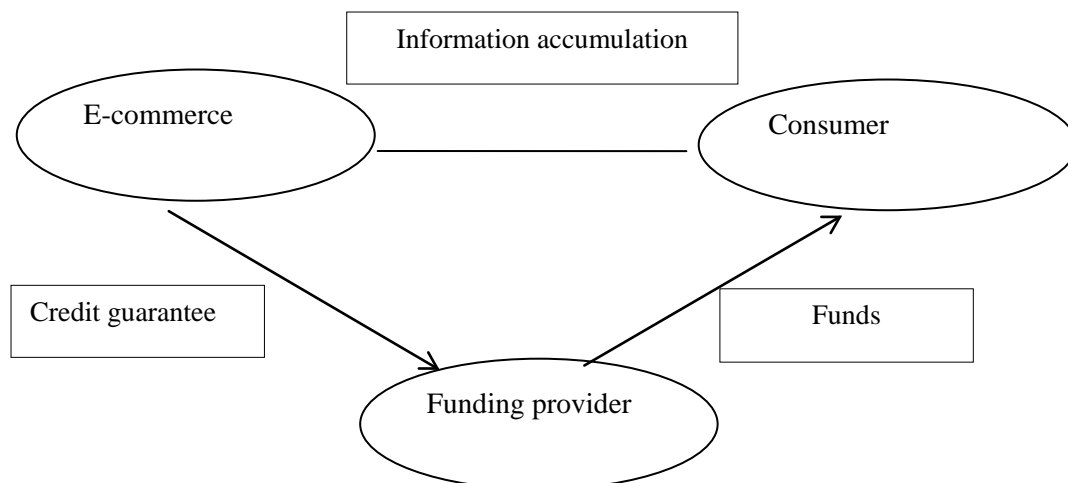 Information accumulation
E-commerce
Consumer
Credit guarantee
Funds
Funding provider